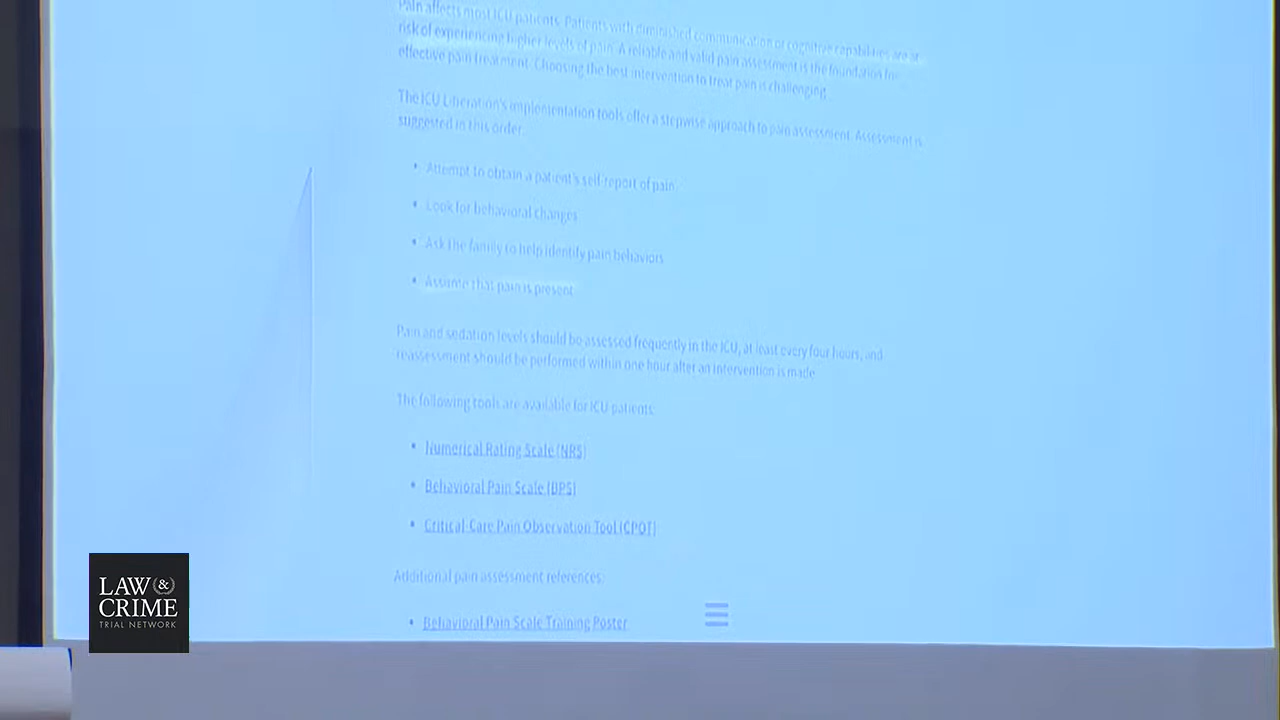 Pain affects most ICU patients. Patients with diminished communication or cognitive capabilities are at
risk of experiencing higher levels of pain. A reliable and valid pain assessment is the foundation for
effective pain treatment. Choosing the best intervention to treat pain is challenging.
The ICU Liberation's implementation tools offer a stepwise approach to pain assessment. Assessment is
suggested in this order:
• Attempt to obtain a patient's self-report of pain
• Look for behavioral changes
• Ask the family to help identify pain behaviors
• Assume that pain is present
Pain and sedation levels should be assessed frequently in the ICU, at least every four hours, and
reassessment should be performed within one hour after an intervention is made
The following tools are available for ICU patients:
• Numerical Rating Scale (NRS)
• Behavioral Pain Scale (BPS)
• Critical-Care Pain Observation Tool (CPOT)
Additional pain assessment references:
• Behavioral Pain Scale Training Poster
LAW &
CRIME
TRIAL NETWORK